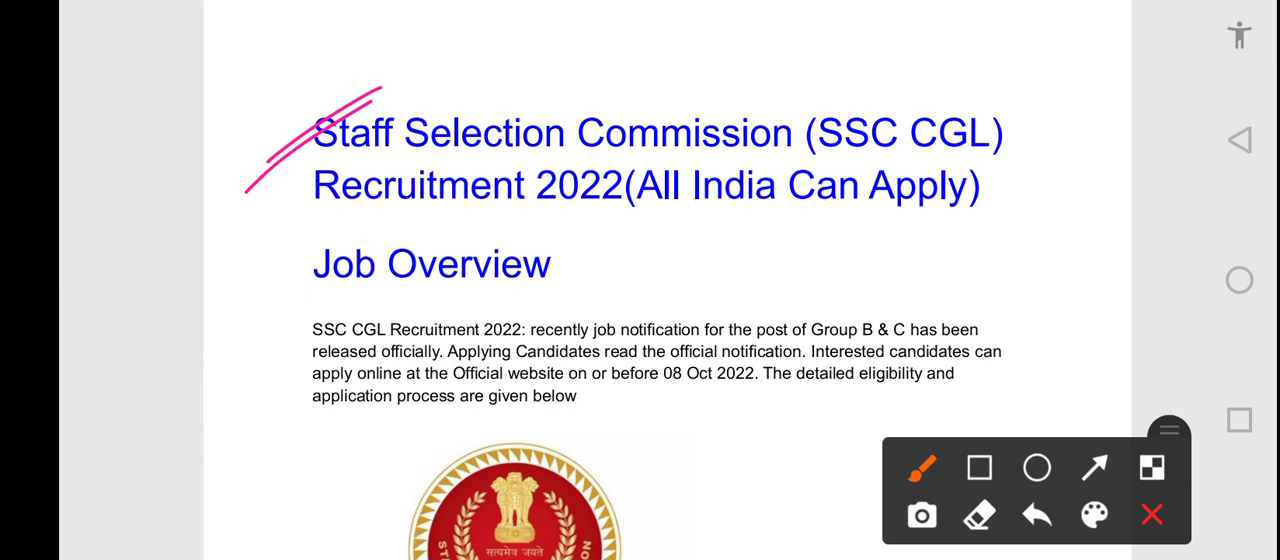 Staff Selection Commission (SSC CGL)
Recruitment 2022(All India Can Apply)
Job Overview
SSC CGL Recruitment 2022: recently job notification for the post of Group B & C has been
released officially. Applying Candidates read the official notification. Interested candidates can
apply online at the Official website on or before 08 Oct 2022. The detailed eligibility and
application process are given below
सत्यमेव जयते